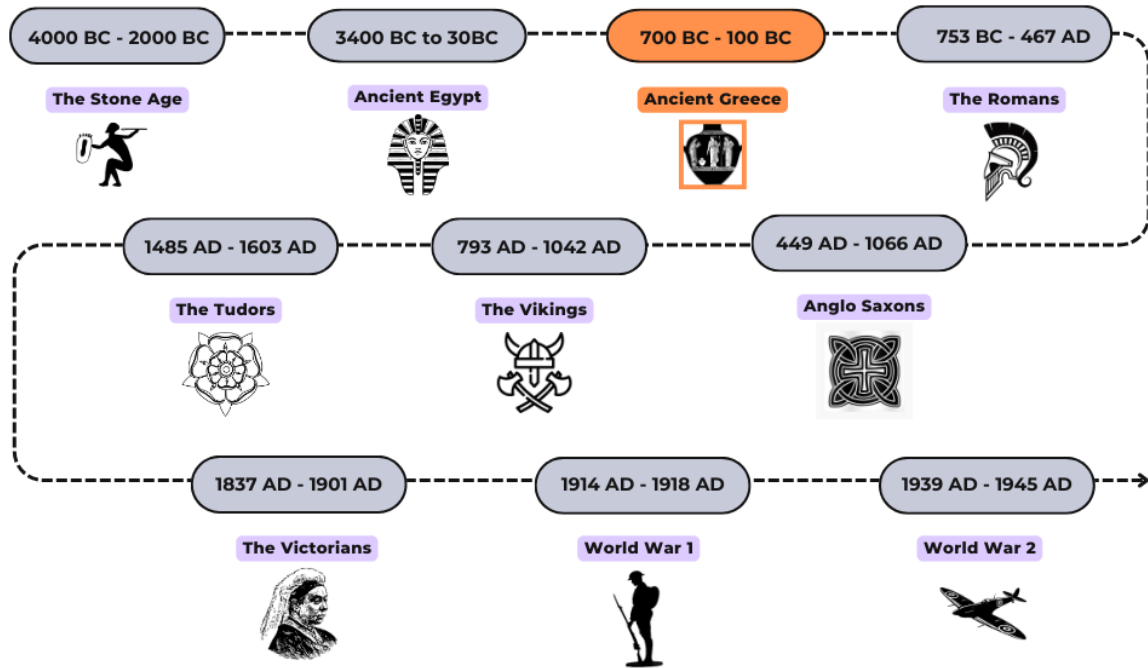 4000 BC - 2000 BC
The Stone Age
3400 BC to 30BC
Ancient Egypt
700 BC - 100 BC
Ancient Greece
753 BC - 467 AD
The Romans
449 AD - 1066 AD
Anglo Saxons
793 AD - 1042 AD
The Vikings
1485 AD - 1603 AD
The Tudors
1837 AD - 1901 AD
The Victorians
1914 AD - 1918 AD
World War 1
1939 AD - 1945 AD
World War 2